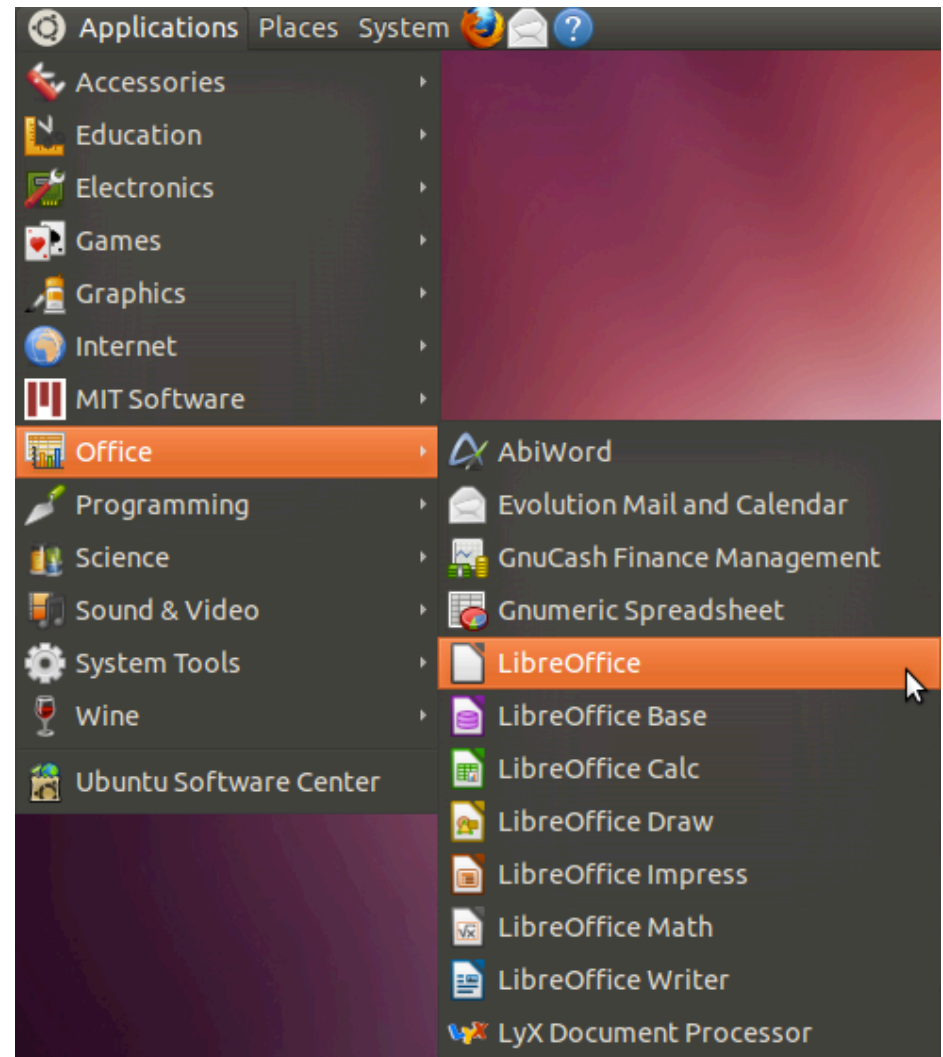 Applications Places System
Accessories
Education
Electronics
Games
Graphics
Internet
MIT Software
Office
Programming
Science
Sound & Video
System Tools
Wine
Ubuntu Software Center
AbiWord
Evolution Mail and Calendar
GnuCash Finance Management
Gnumeric Spreadsheet
LibreOffice
LibreOffice Base
LibreOffice Calc
LibreOffice Draw
LibreOffice Impress
LibreOffice Math
LibreOffice Writer
LyX Document Processor